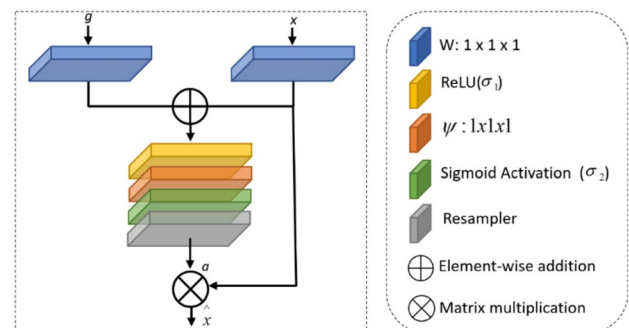 g
x
W: 1 x 1 x 1
ReLU(σ₁)
ψ : 1x1x1
Sigmoid Activation (σ₂)
Resampler
a
Element-wise addition
Matrix multiplication
x̂